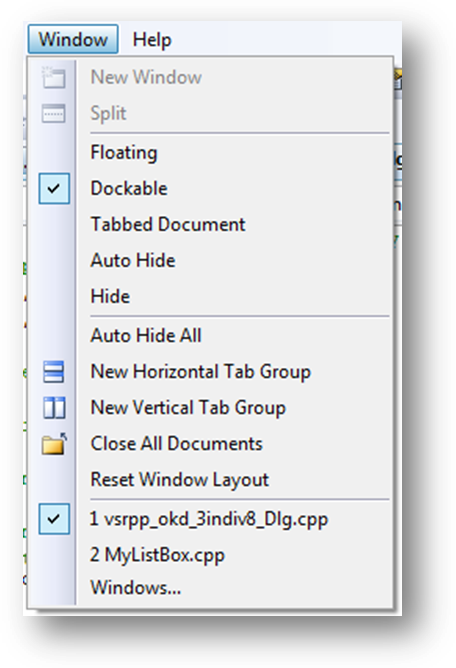 Window Help
New Window
Split
Floating
Dockable
Tabbed Document
Auto Hide
Hide
Auto Hide All
New Horizontal Tab Group
New Vertical Tab Group
Close All Documents
Reset Window Layout
1 vsrpp_okd_3indiv8_Dlg.cpp
2 MyListBox.cpp
Windows...